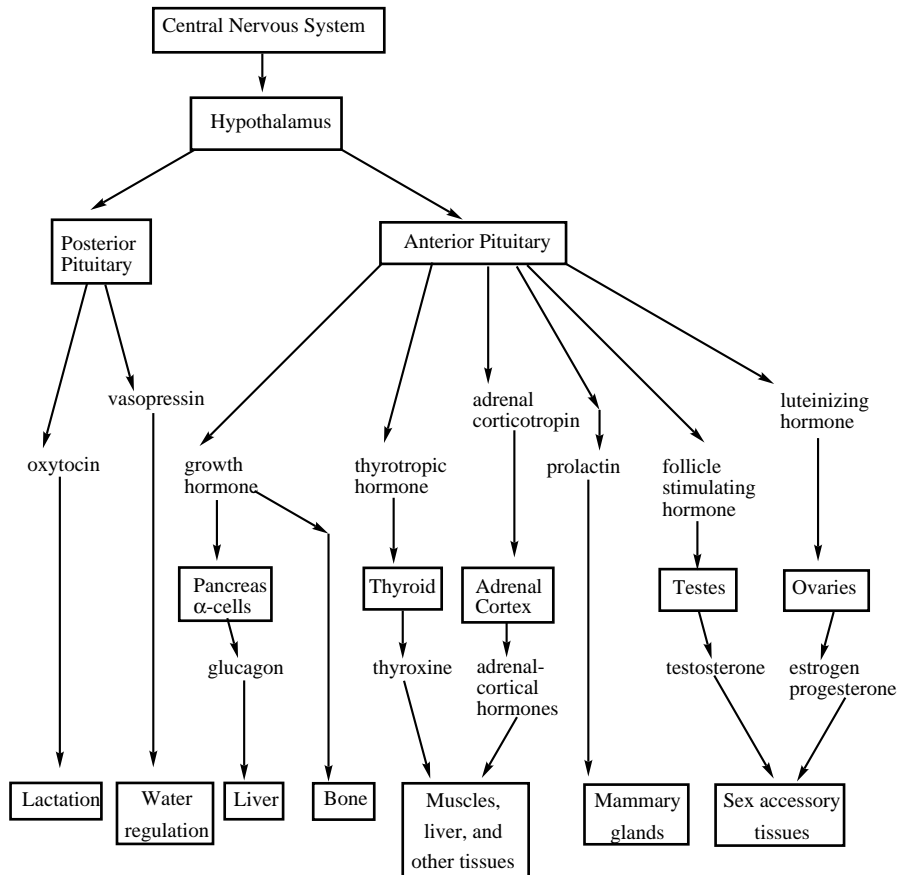 Central Nervous System
Hypothalamus
Posterior
Pituitary
Anterior Pituitary
vasopressin
adrenal
corticotropin
luteinizing
hormone
oxytocin
growth
hormone
thyrotropic
hormone
prolactin
follicle
stimulating
hormone
Pancreas
α-cells
Thyroid
Adrenal
Cortex
Testes
Ovaries
glucagon
thyroxine
adrenal-
cortical
hormones
testosterone
estrogen
progesterone
Lactation
Water
regulation
Liver
Bone
Muscles,
liver, and
other tissues
Mammary
glands
Sex accessory
tissues